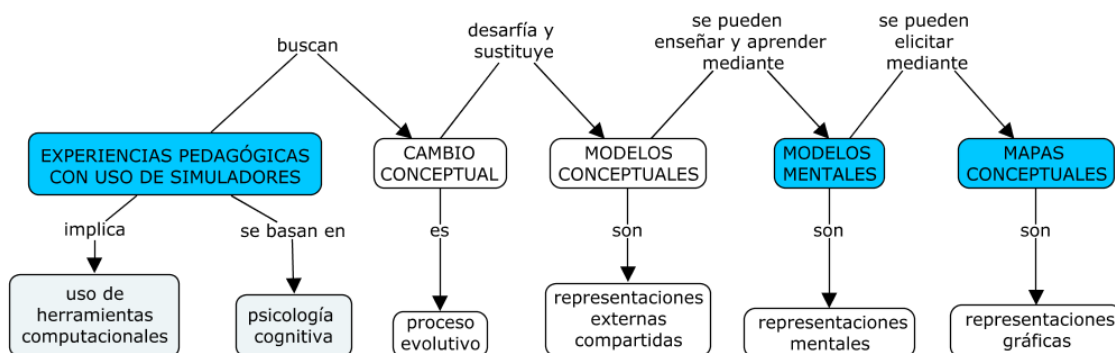 buscan
desarfía y
sustituye
se pueden
enseñar y aprender
mediante
se pueden
elicitar
mediante
EXPERIENCIAS PEDAGÓGICAS
CON USO DE SIMULADORES
CAMBIO
CONCEPTUAL
MODELOS
CONCEPTUALES
MODELOS
MENTALES
MAPAS
CONCEPTUALES
implica
se basan en
es
son
son
son
uso de
herramientas
computacionales
psicología
cognitiva
proceso
evolutivo
representaciones
externas
compartidas
representaciones
mentales
representaciones
gráficas